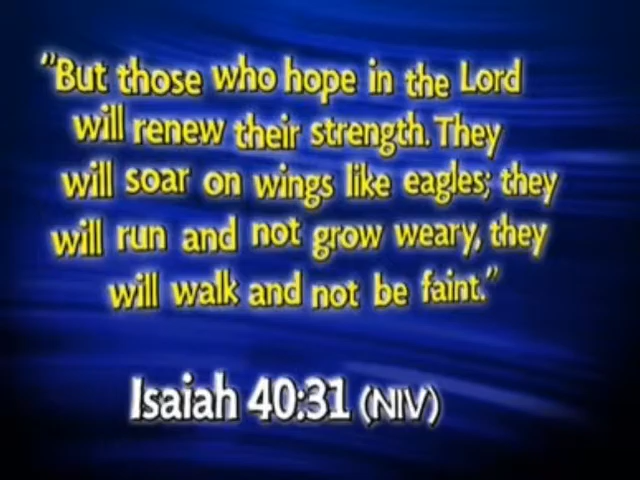 "But those who hope in the Lord
will renew their strength. They
will soar on wings like eagles; they
will run and not grow weary, they
will walk and not be faint."
Isaiah 40:31 (NIV)